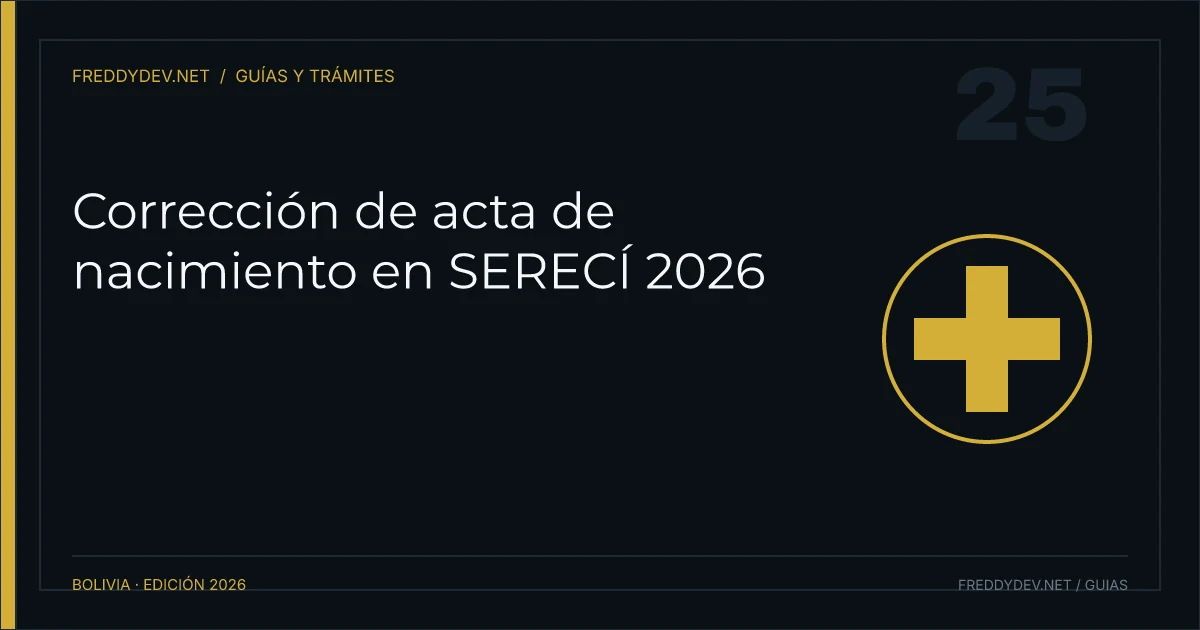 FREDDYDEV.NET / GUÍAS Y TRÁMITES
25
Corrección de acta de
nacimiento en SERECÍ 2026
BOLIVIA · EDICIÓN 2026
FREDDYDEV.NET / GUIAS